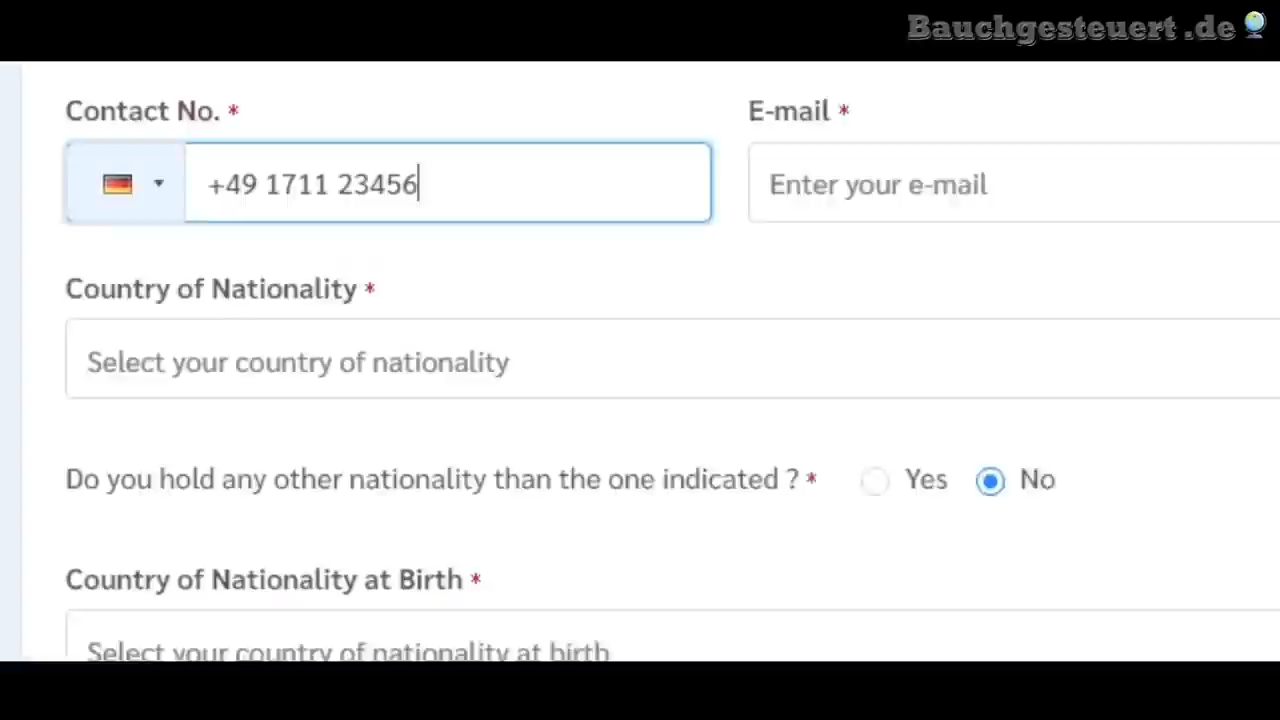 Bauchgesteuert.de
Contact No. *
E-mail *
+49 1711 23456
Enter your e-mail
Country of Nationality *
Select your country of nationality
Do you hold any other nationality than the one indicated ? * Yes No
Country of Nationality at Birth *
Select your country of nationality at birth